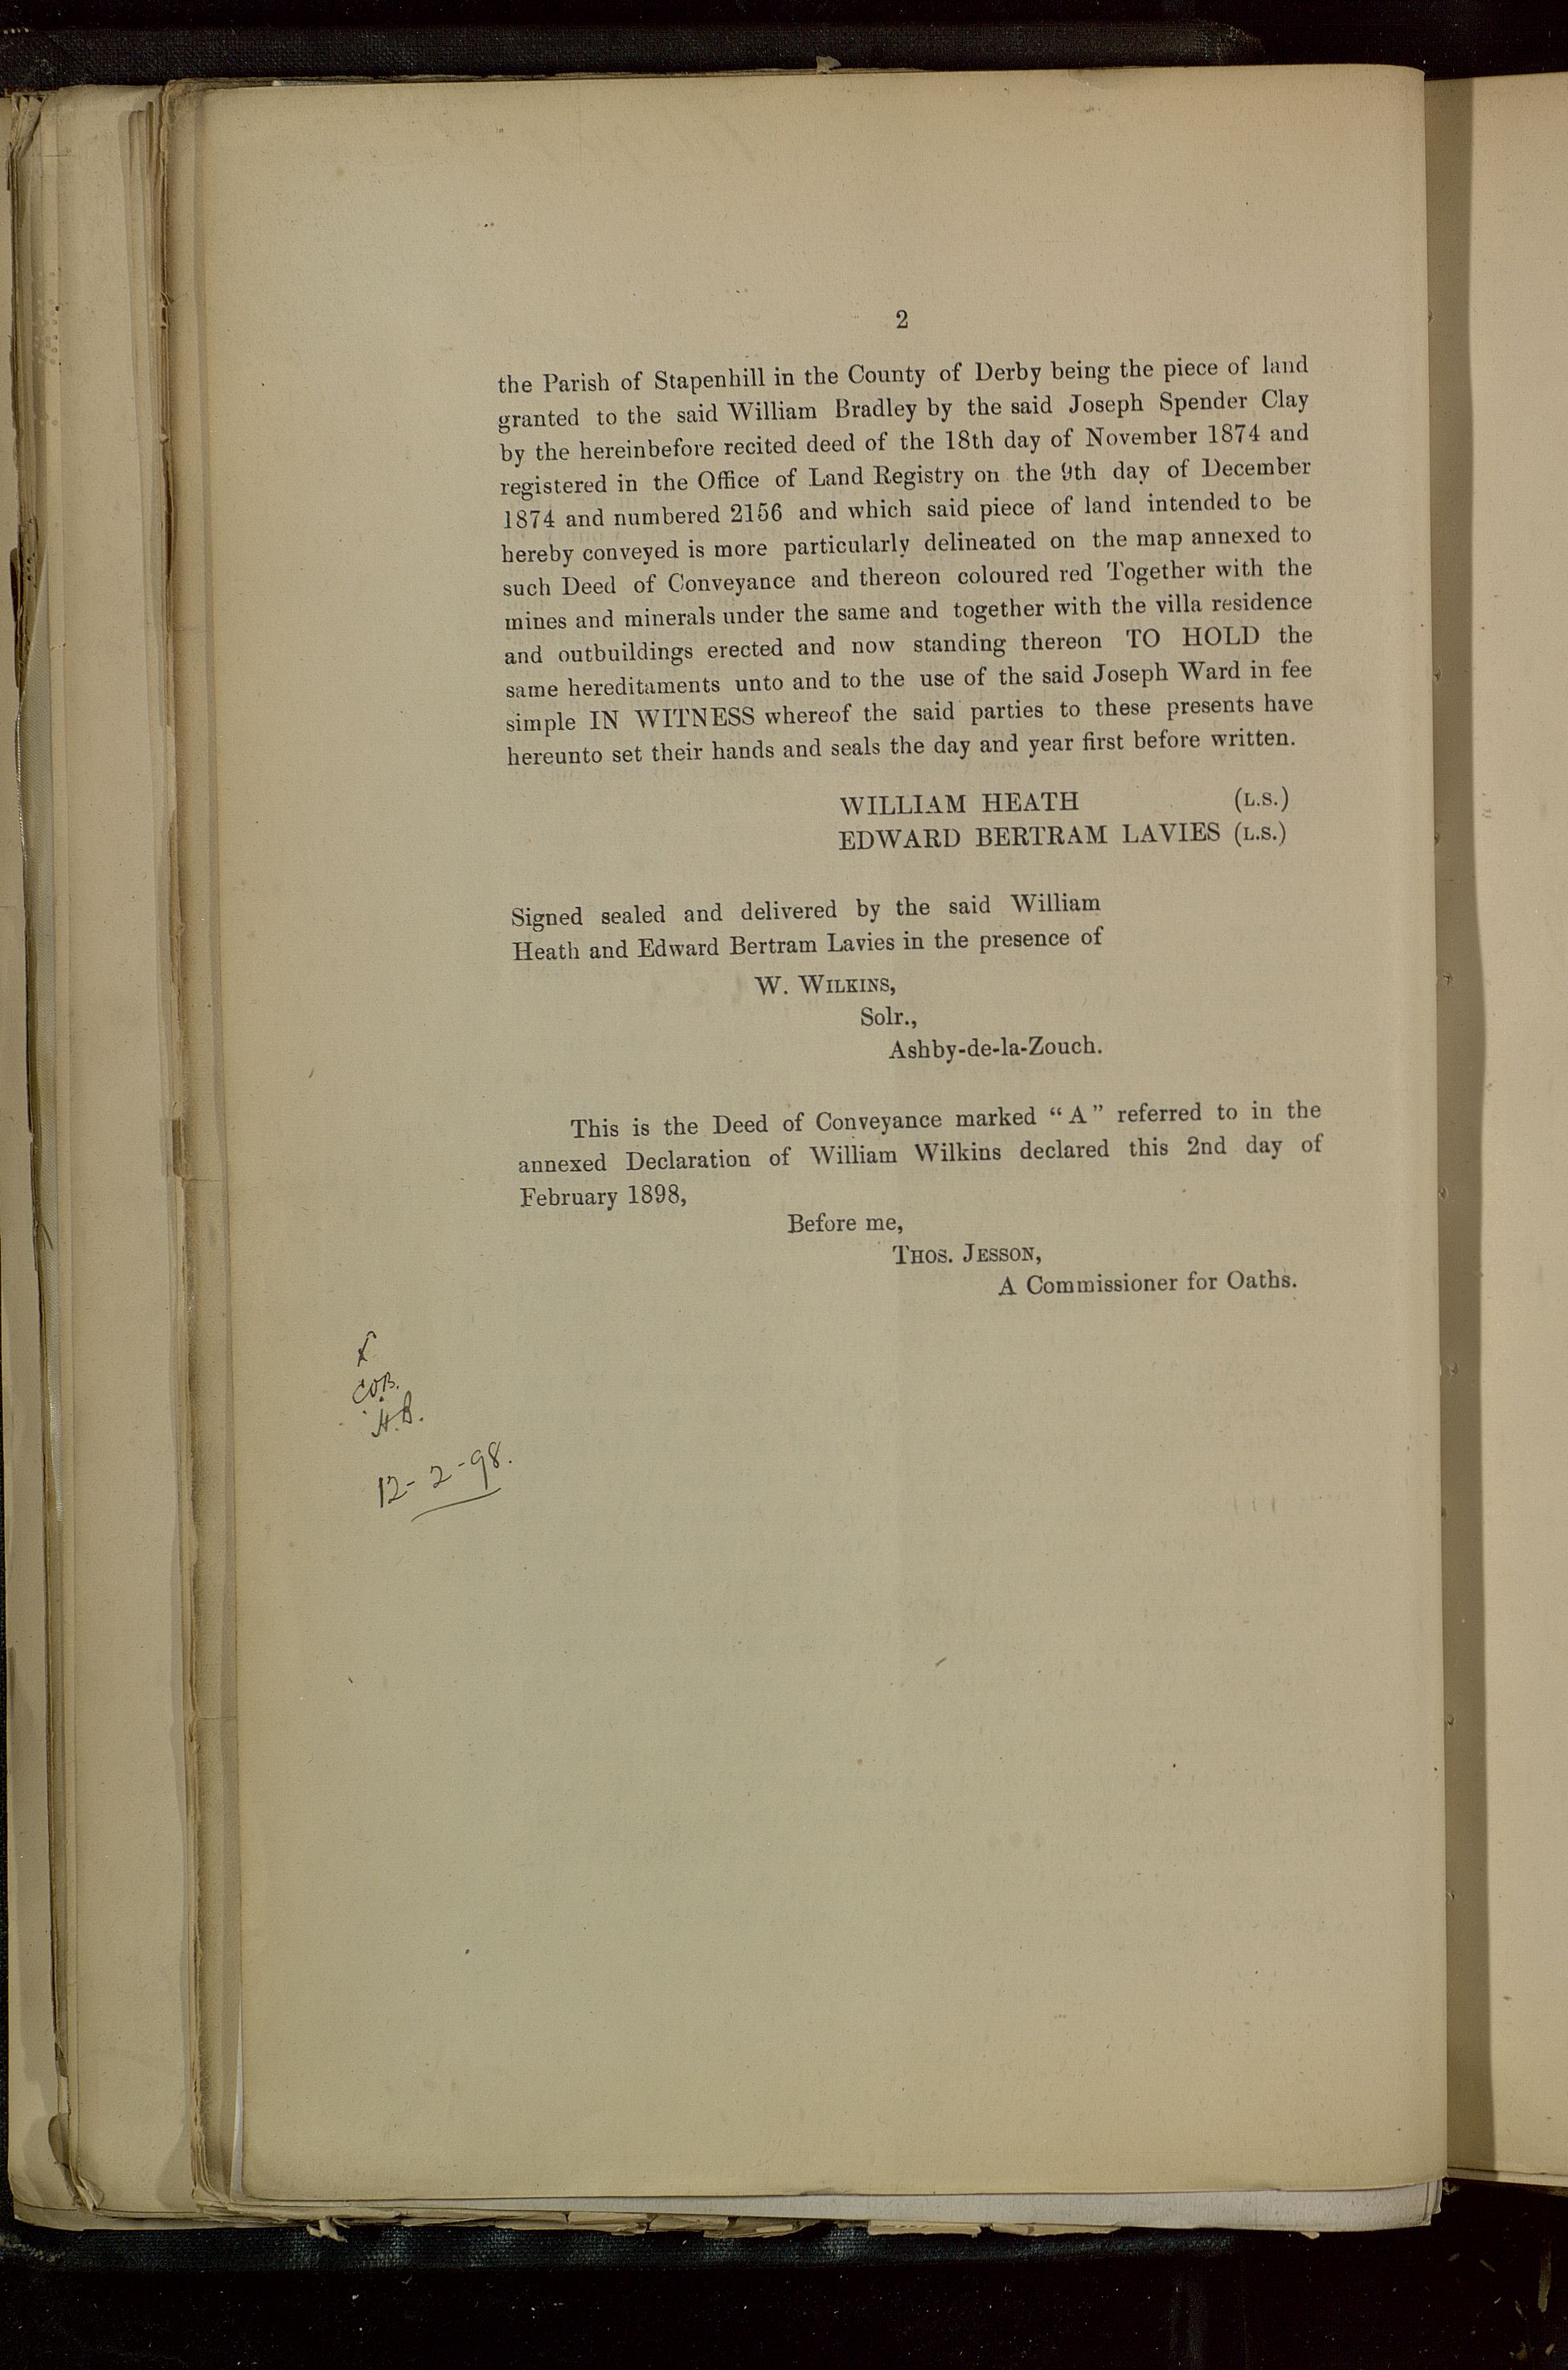 2
the Parish of Stapenhill in the County of Derby being the piece of land
granted to the said William Bradley by the said Joseph Spender Clay
by the hereinbefore recited deed of the 18th day of November 1874 and
registered in the Office of Land Registry on the 9th day of December
1874 and numbered 2156 and which said piece of land intended to be
hereby conveyed is more particularly delineated on the map annexed to
such Deed of Conveyance and thereon coloured red Together with the
mines and minerals under the same and together with the villa residence
and outbuildings erected and now standing thereon TO HOLD the
same hereditaments unto and to the use of the said Joseph Ward in fee
simple IN WITNESS whereof the said parties to these presents have
hereunto set their hands and seals the day and year first before written.
WILLIAM HEATH (L.S.)
EDWARD BERTRAM LAVIES (L.S.)
Signed sealed and delivered by the said William
Heath and Edward Bertram Lavies in the presence of
W. WILKINS,
Solr.,
Ashby-de-la-Zouch.
This is the Deed of Conveyance marked “A” referred to in the
annexed Declaration of William Wilkins declared this 2nd day of
February 1898,
Before me,
THOS. JESSON,
A Commissioner for Oaths.
12-2-98.